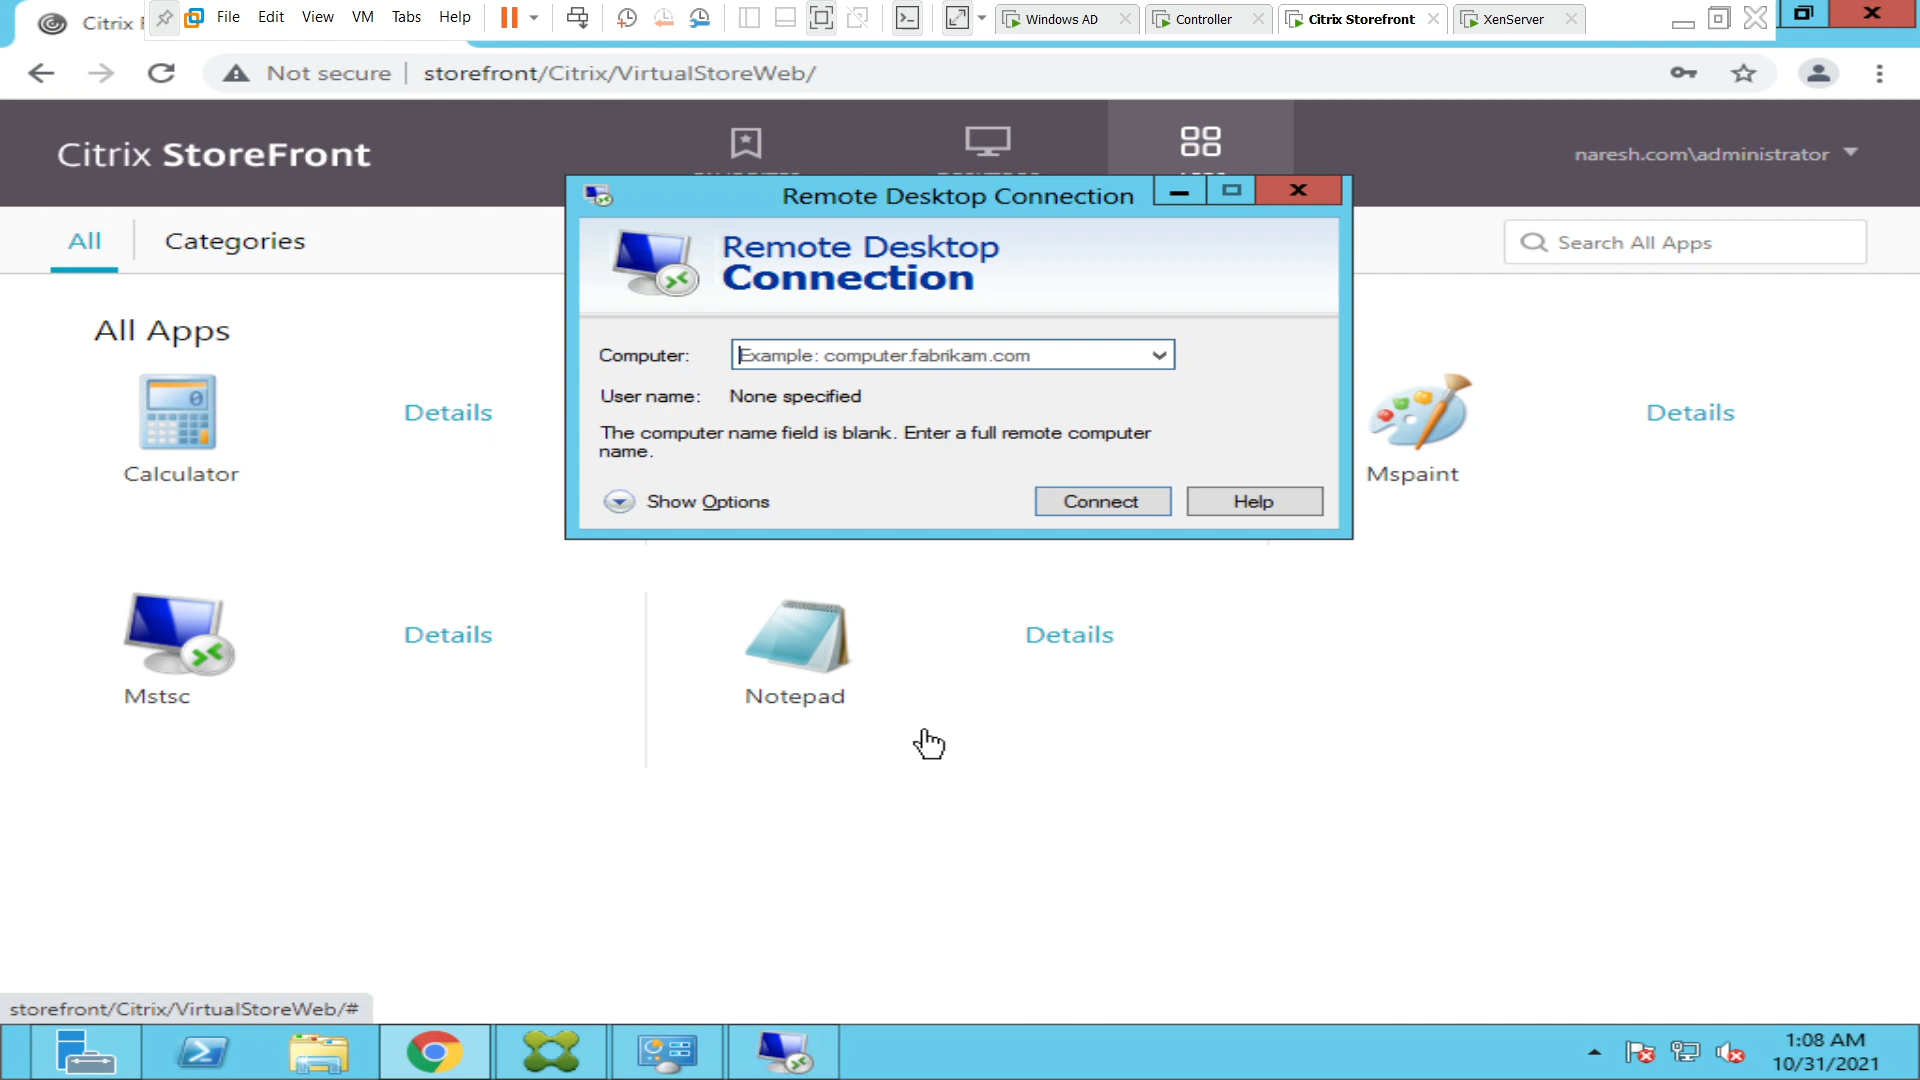 Citrix
File Edit View VM Tabs Help
Windows AD
Controller
Citrix Storefront
XenServer
Not secure | storefront/Citrix/VirtualStoreWeb/
Citrix StoreFront
naresh.com\administrator
All
Categories
Search All Apps
Remote Desktop Connection
Remote Desktop
Connection
Computer: Example: computer.fabrikam.com
User name: None specified
The computer name field is blank. Enter a full remote computer
name.
Show Options
Connect
Help
All Apps
Calculator
Details
Mspaint
Details
Mstsc
Details
Notepad
Details
storefront/Citrix/VirtualStoreWeb/#
1:08 AM
10/31/2021